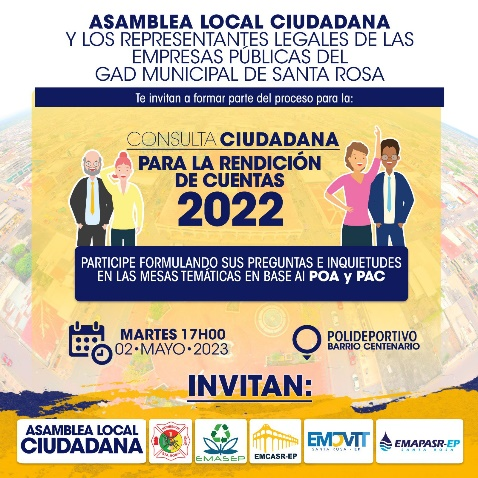 ASAMBLEA LOCAL CIUDADANA
Y LOS REPRESENTANTES LEGALES DE LAS
EMPRESAS PÚBLICAS DEL
GAD MUNICIPAL DE SANTA ROSA
Te invitan a formar parte del proceso para la:
CONSULTA CIUDADANA
PARA LA RENDICIÓN
DE CUENTAS
2022
PARTICIPE FORMULANDO SUS PREGUNTAS E INQUIETUDES
EN LAS MESAS TEMÁTICAS EN BASE Al POA y PAC
MARTES 17H00
02•MAYO•2023
POLIDEPORTIVO
BARRIO CENTENARIO
INVITAN:
ASAMBLEA LOCAL
CIUDADANA
EMASEP
EMCASR-EP
EMOVIT
SANTA ROSA - EP
EMAPASR-EP
SANTA ROSA